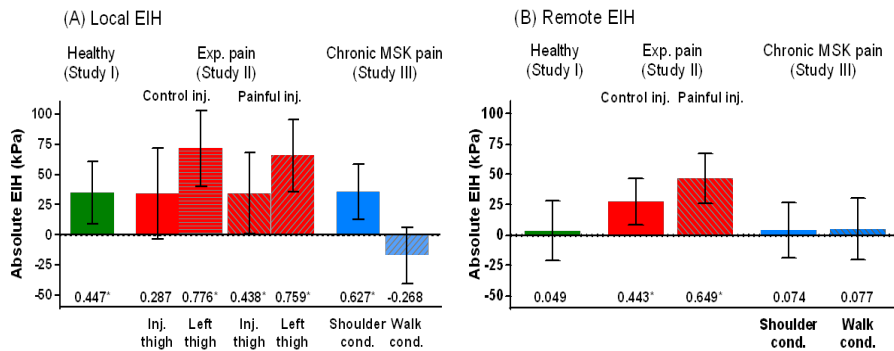 (A) Local EIH
Healthy
(Study I)
Exp. pain
(Study II)
Chronic MSK pain
(Study III)
Control inj.
Painful inj.
Absolute EIH (kPa)
100
75
50
25
0
-25
-50
0.447*
0.287
0.776*
0.438*
0.759*
0.627*
-0.268
Inj.
thigh
Left
thigh
Inj.
thigh
Left
thigh
Shoulder
cond.
Walk
cond.
(B) Remote EIH
Healthy
(Study I)
Exp. pain
(Study II)
Chronic MSK pain
(Study III)
Control inj.
Painful inj.
Absolute EIH (kPa)
100
75
50
25
0
-25
-50
0.049
0.443*
0.649*
0.074
0.077
Shoulder
cond.
Walk
cond.